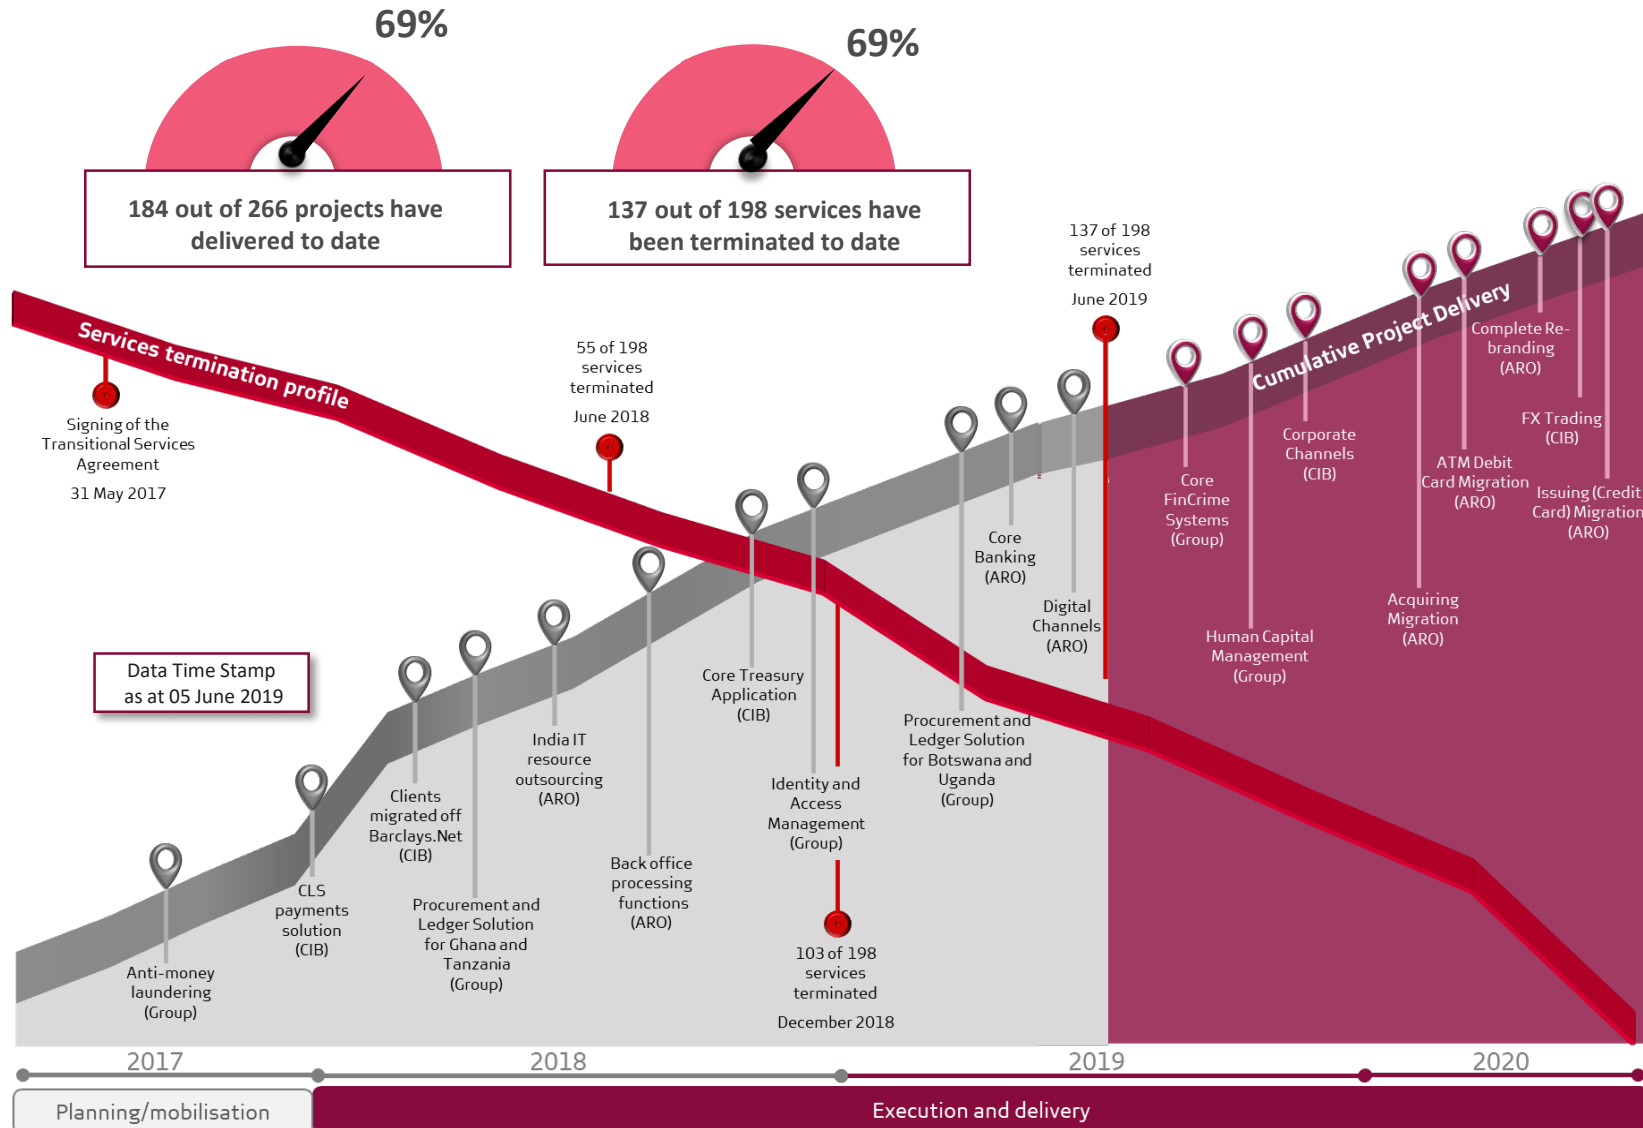 69%
69%
184 out of 266 projects have
delivered to date
137 out of 198 services have
been terminated to date
Services termination profile
Cumulative Project Delivery
Signing of the
Transitional Services
Agreement
31 May 2017
55 of 198
services
terminated
June 2018
137 of 198
services
terminated
June 2019
Data Time Stamp
as at 05 June 2019
Anti-money
laundering
(Group)
CLS
payments
solution
(CIB)
Clients
migrated off
Barclays.Net
(CIB)
Procurement and
Ledger Solution
for Ghana and
Tanzania
(Group)
India IT
resource
outsourcing
(ARO)
Back office
processing
functions
(ARO)
Core Treasury
Application
(CIB)
Identity and
Access
Management
(Group)
103 of 198
services
terminated
December 2018
Procurement and
Ledger Solution
for Botswana and
Uganda
(Group)
Core
Banking
(ARO)
Digital
Channels
(ARO)
Core
FinCrime
Systems
(Group)
Human Capital
Management
(Group)
Corporate
Channels
(CIB)
Acquiring
Migration
(ARO)
ATM Debit
Card Migration
(ARO)
Complete Re-
branding
(ARO)
FX Trading
(CIB)
Issuing (Credit
Card) Migration
(ARO)
2017
2018
2019
2020
Planning/mobilisation
Execution and delivery